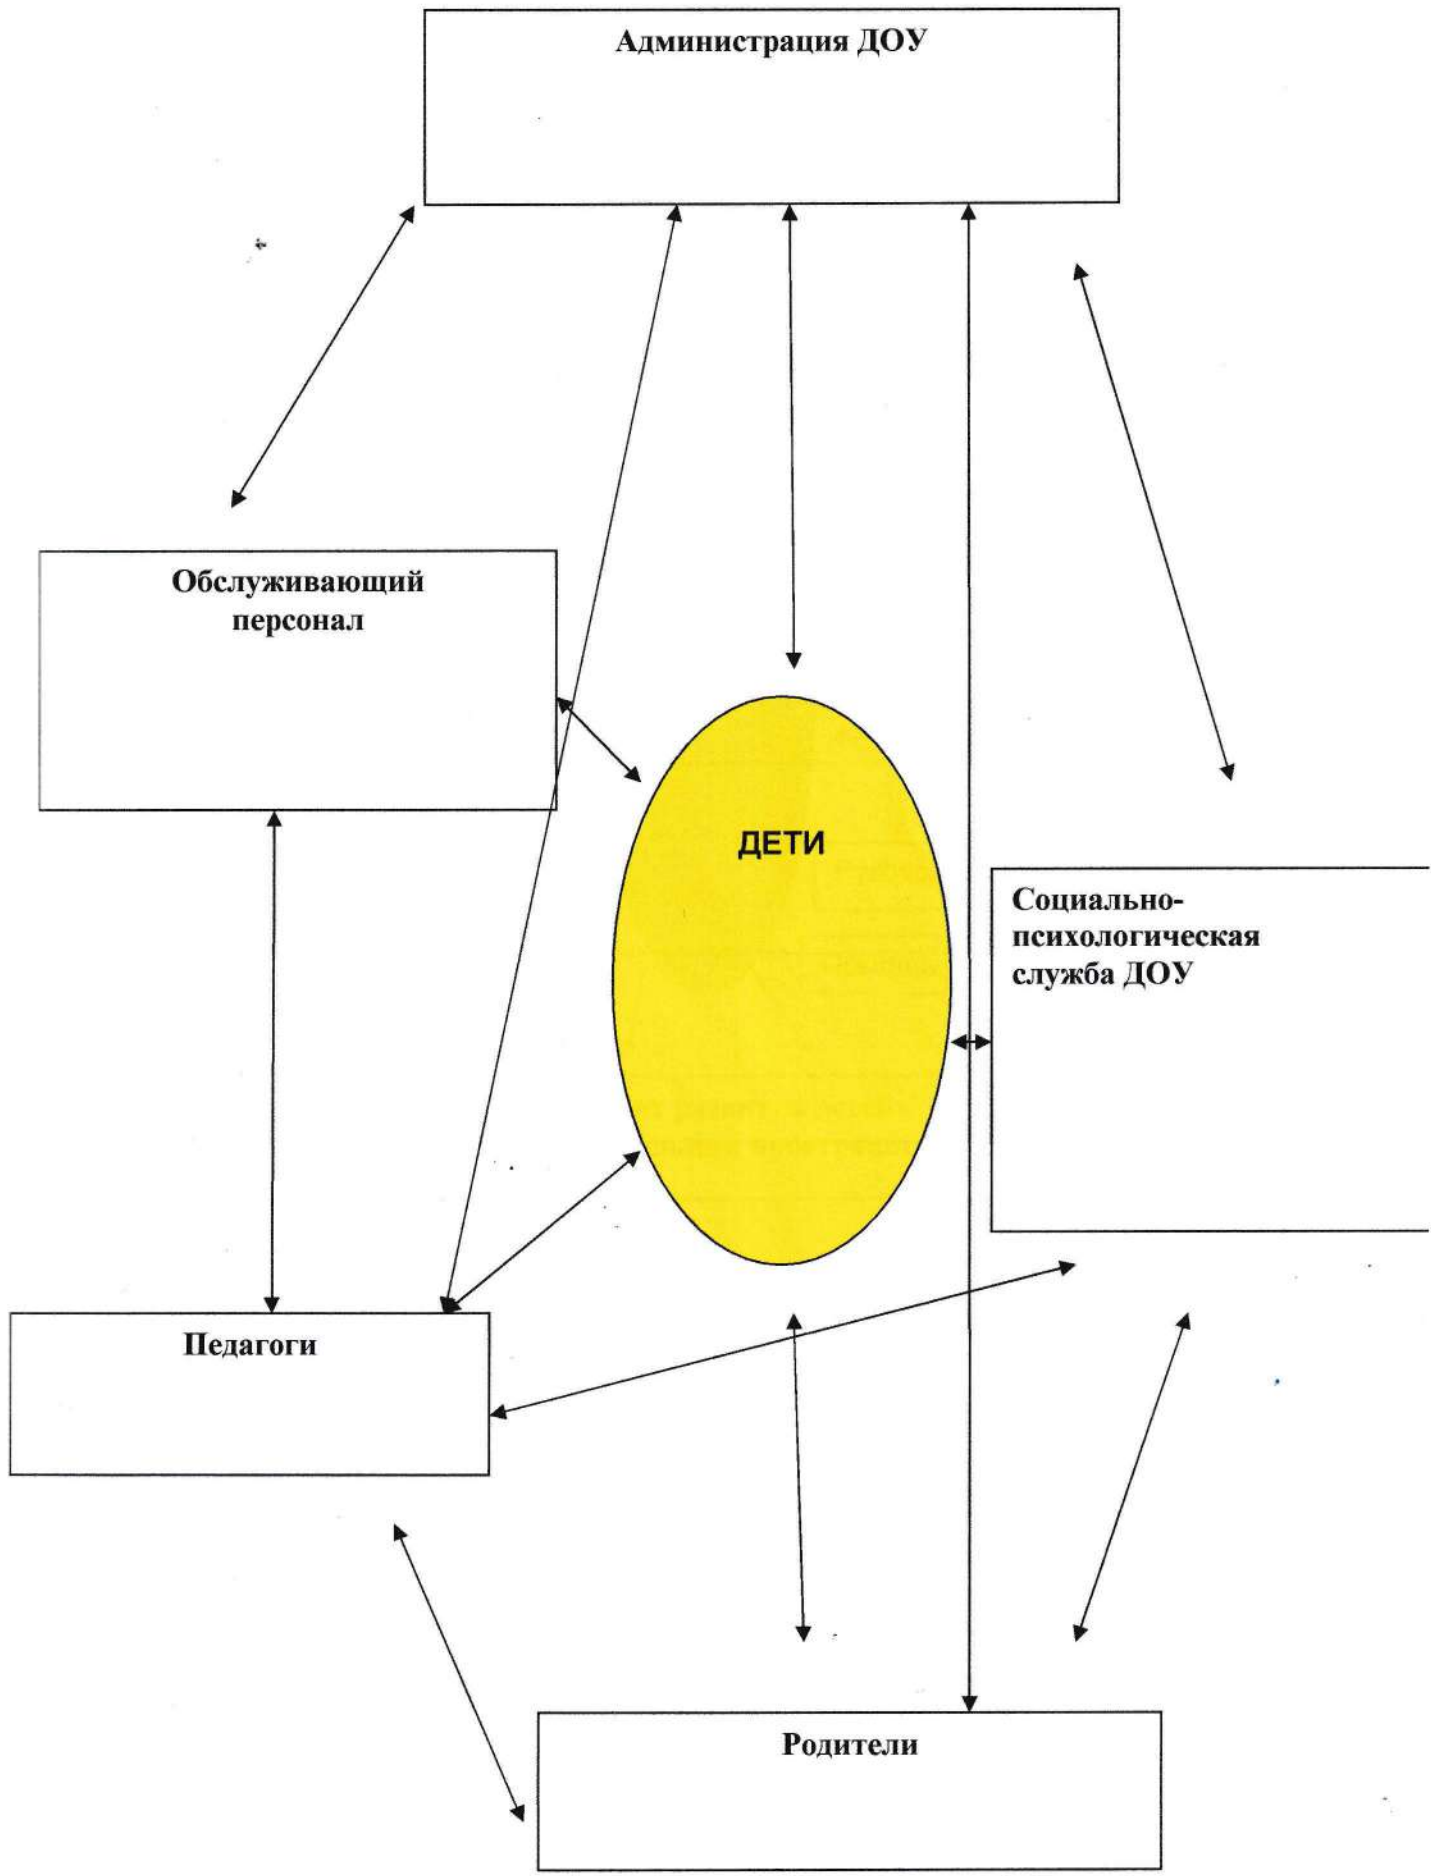 Администрация ДОУ
Обслуживающий
персонал
ДЕТИ
Социально-
психологическая
служба ДОУ
Педагоги
Родители